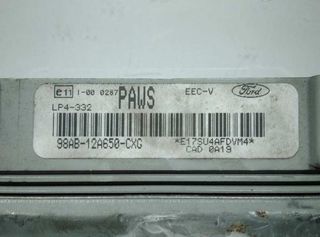 e11 1-00 0287 PAWS EEC-V Ford
LP4-332
98AB-12A650-CXG *E17SU4AFDVM4*
CAD 0A19